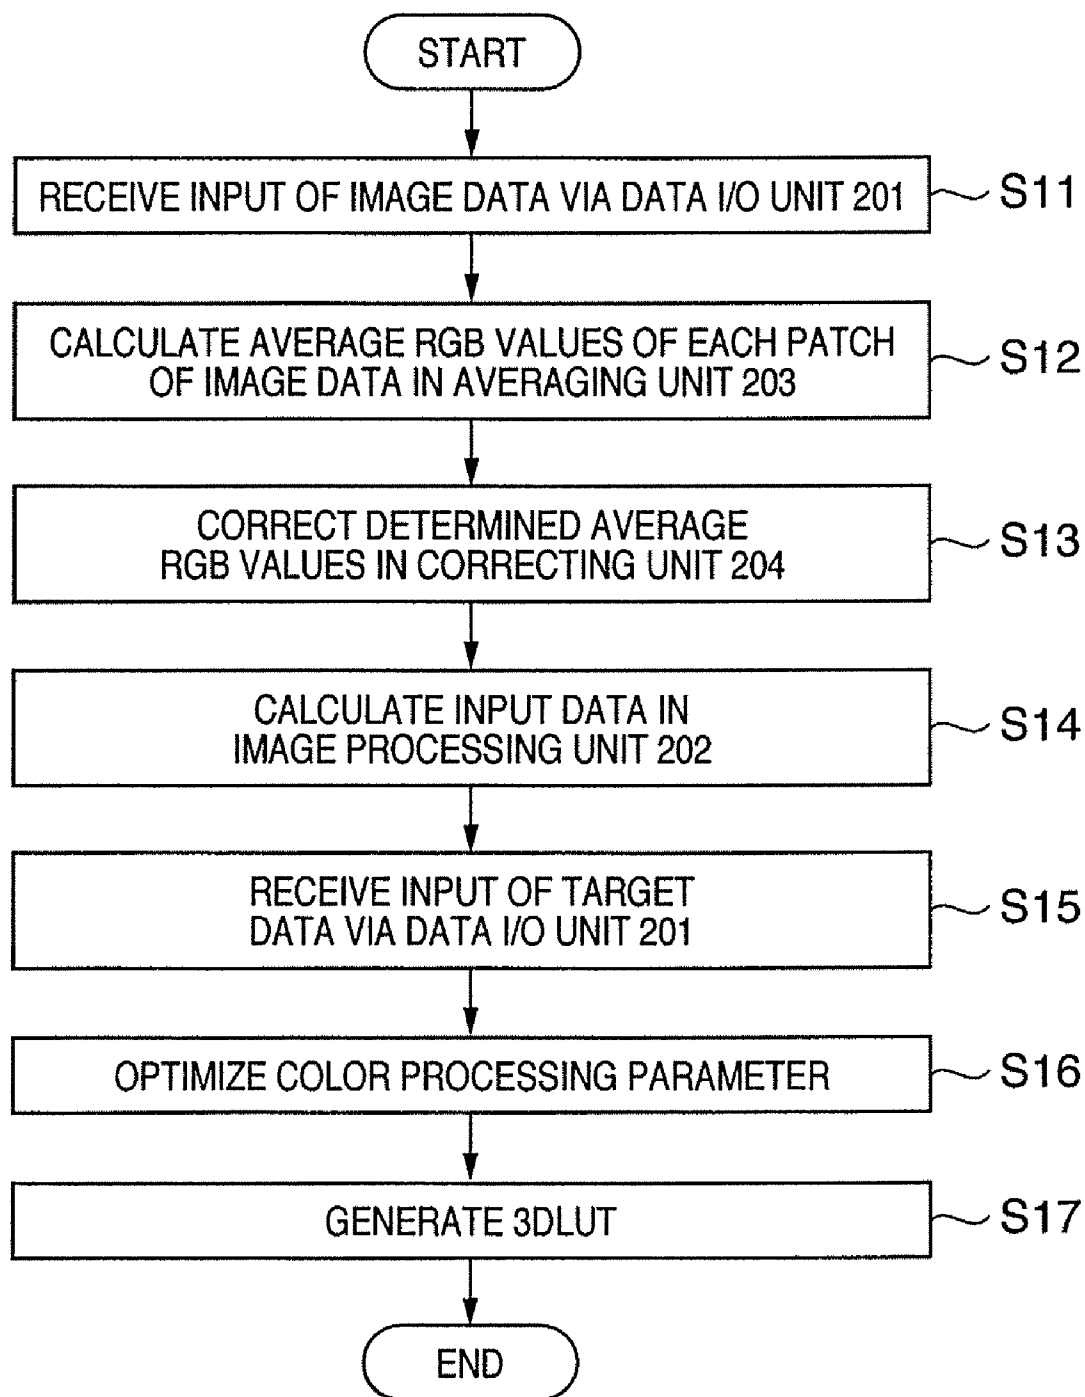 START
RECEIVE INPUT OF IMAGE DATA VIA DATA I/O UNIT 201
S11
CALCULATE AVERAGE RGB VALUES OF EACH PATCH
OF IMAGE DATA IN AVERAGING UNIT 203
S12
CORRECT DETERMINED AVERAGE
RGB VALUES IN CORRECTING UNIT 204
S13
CALCULATE INPUT DATA IN
IMAGE PROCESSING UNIT 202
S14
RECEIVE INPUT OF TARGET
DATA VIA DATA I/O UNIT 201
S15
OPTIMIZE COLOR PROCESSING PARAMETER
S16
GENERATE 3DLUT
S17
END